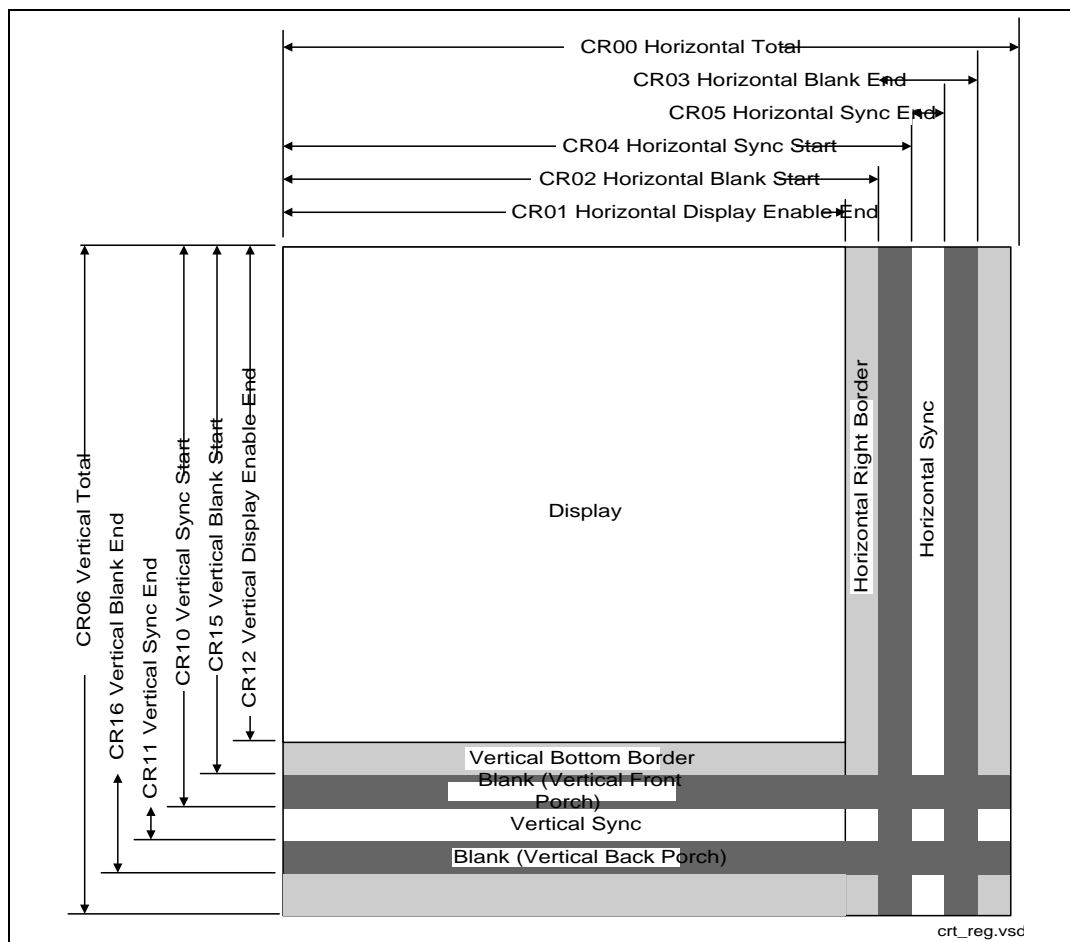 CR00 Horizontal Total
CR03 Horizontal Blank End
CR05 Horizontal Sync End
CR04 Horizontal Sync Start
CR02 Horizontal Blank Start
CR01 Horizontal Display Enable End
CR06 Vertical Total
CR16 Vertical Blank End
CR11 Vertical Sync End
CR10 Vertical Sync Start
CR15 Vertical Blank Start
CR12 Vertical Display Enable End
Display
Horizontal Right Border
Horizontal Sync
Vertical Bottom Border
Blank (Vertical Front
Porch)
Vertical Sync
Blank (Vertical Back Porch)
crt_reg.vsd